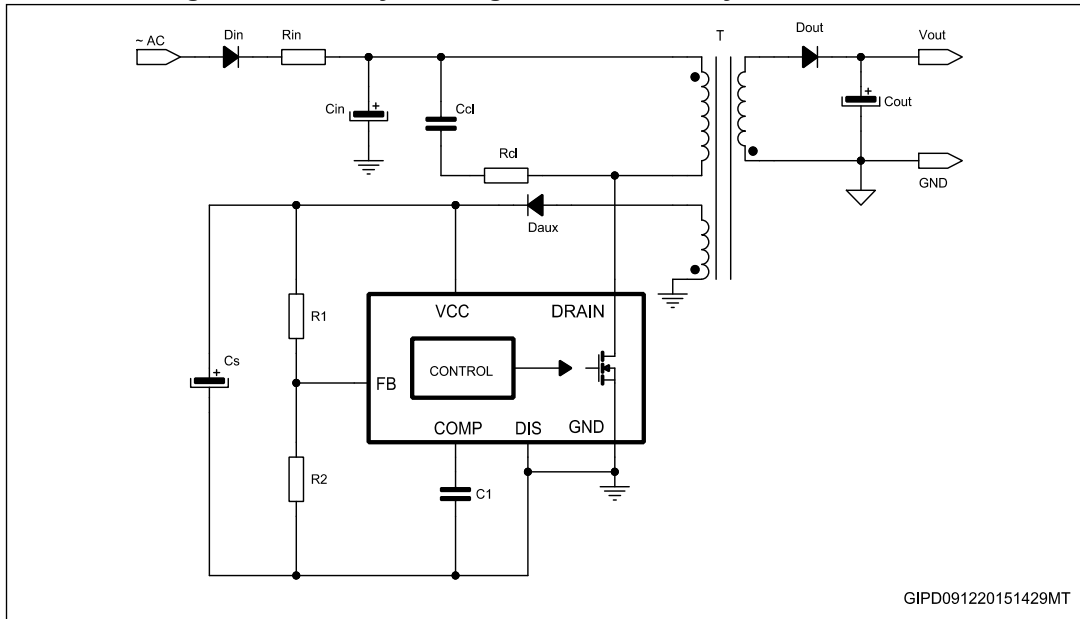 ~ AC
Din
Rin
T
Dout
Vout
Cin
+
Ccl
+
Cout
Rcl
GND
Daux
R1
VCC
DRAIN
Cs
+
FB
CONTROL
COMP
DIS
GND
R2
C1
GIPD091220151429MT